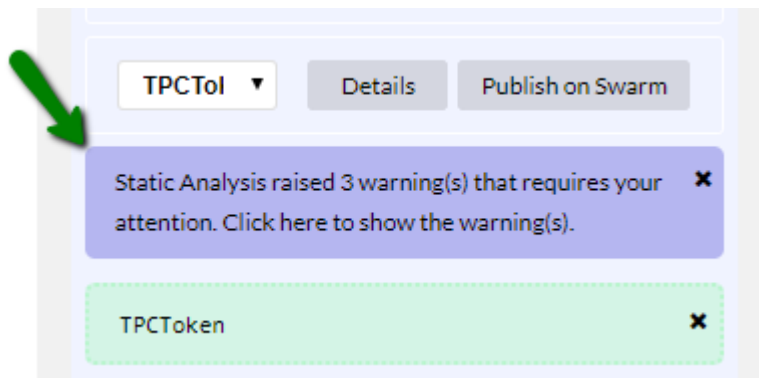 TPCTol
Details
Publish on Swarm
Static Analysis raised 3 warning(s) that requires your
attention. Click here to show the warning(s).
TPCToken